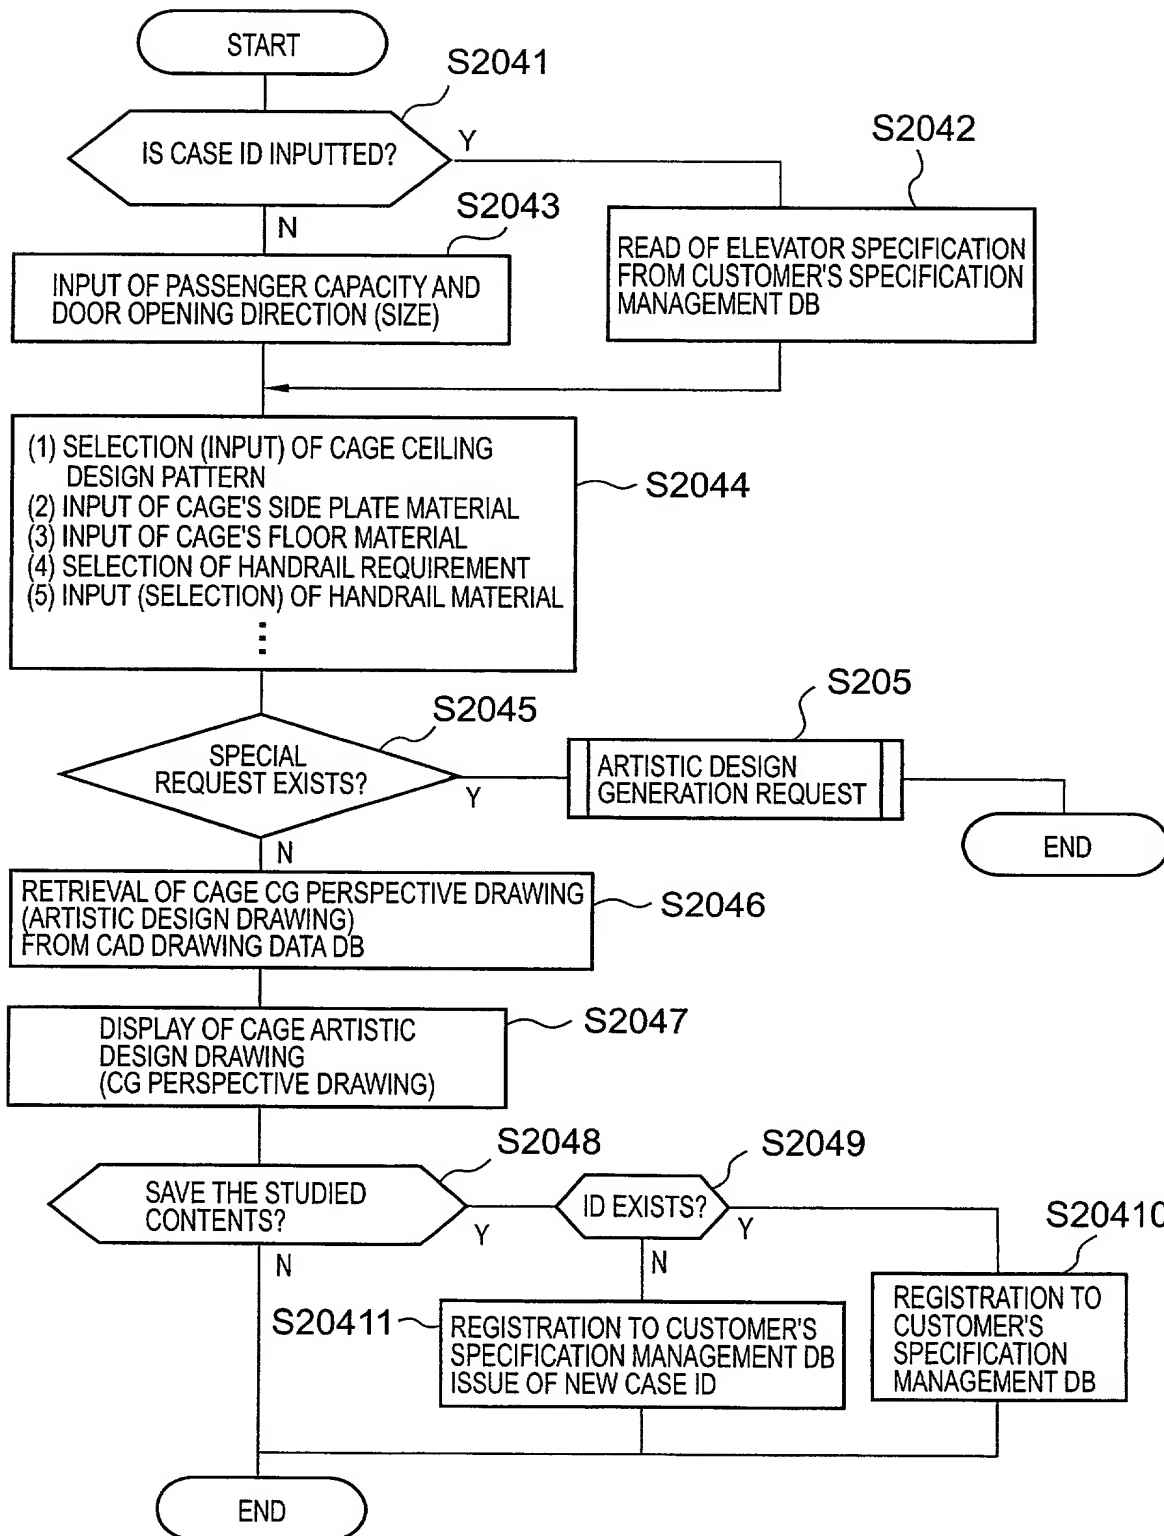 START
S2041
IS CASE ID INPUTTED?
Y
S2042
N
S2043
READ OF ELEVATOR SPECIFICATION
FROM CUSTOMER'S SPECIFICATION
MANAGEMENT DB
INPUT OF PASSENGER CAPACITY AND
DOOR OPENING DIRECTION (SIZE)
(1) SELECTION (INPUT) OF CAGE CEILING
DESIGN PATTERN
(2) INPUT OF CAGE'S SIDE PLATE MATERIAL
(3) INPUT OF CAGE'S FLOOR MATERIAL
(4) SELECTION OF HANDRAIL REQUIREMENT
(5) INPUT (SELECTION) OF HANDRAIL MATERIAL
⋮
S2044
S2045
SPECIAL
REQUEST EXISTS?
Y
S205
ARTISTIC DESIGN
GENERATION REQUEST
END
N
RETRIEVAL OF CAGE CG PERSPECTIVE DRAWING
(ARTISTIC DESIGN DRAWING)
FROM CAD DRAWING DATA DB
S2046
DISPLAY OF CAGE ARTISTIC
DESIGN DRAWING
(CG PERSPECTIVE DRAWING)
S2047
S2048
SAVE THE STUDIED
CONTENTS?
Y
N
S2049
ID EXISTS?
Y
N
S20410
REGISTRATION TO
CUSTOMER'S
SPECIFICATION
MANAGEMENT DB
S20411
REGISTRATION TO CUSTOMER'S
SPECIFICATION MANAGEMENT DB
ISSUE OF NEW CASE ID
END